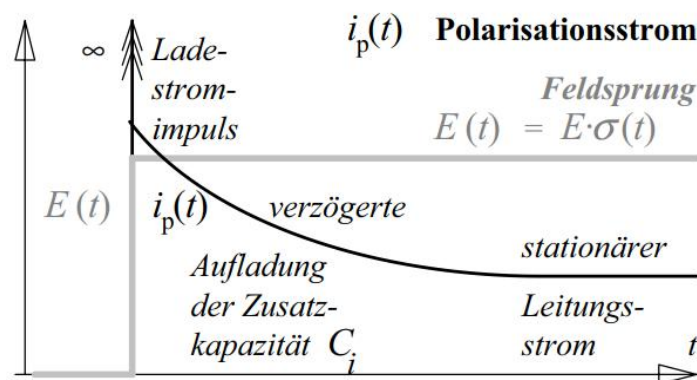 i_p(t) Polarisationsstrom
∞ Lade-
strom-
impuls
Feldsprung
E(t) = E·σ(t)
E(t)
i_p(t)
verzögerte
Aufladung
der Zusatz-
kapazität C_i
stationärer
Leitungs-
strom
t